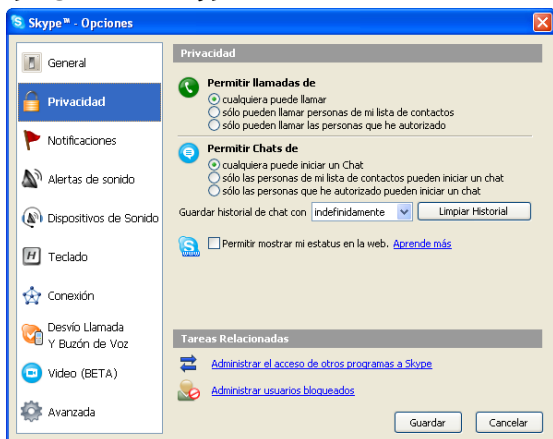 Skype™ - Opciones
General
Privacidad
Notificaciones
Alertas de sonido
Dispositivos de Sonido
Teclado
Conexión
Desvío Llamada
Y Buzón de Voz
Video (BETA)
Avanzada
Privacidad
Permitir llamadas de
cualquiera puede llamar
sólo pueden llamar personas de mi lista de contactos
sólo pueden llamar las personas que he autorizado
Permitir Chats de
cualquiera puede iniciar un Chat
sólo las personas de mi lista de contactos pueden iniciar un chat
sólo las personas que he autorizado pueden iniciar un chat
Guardar historial de chat con indefinidamente Limpiar Historial
Permitir mostrar mi estatus en la web. Aprende más
Tareas Relacionadas
Administrar el acceso de otros programas a Skype
Administrar usuarios bloqueados
Guardar Cancelar